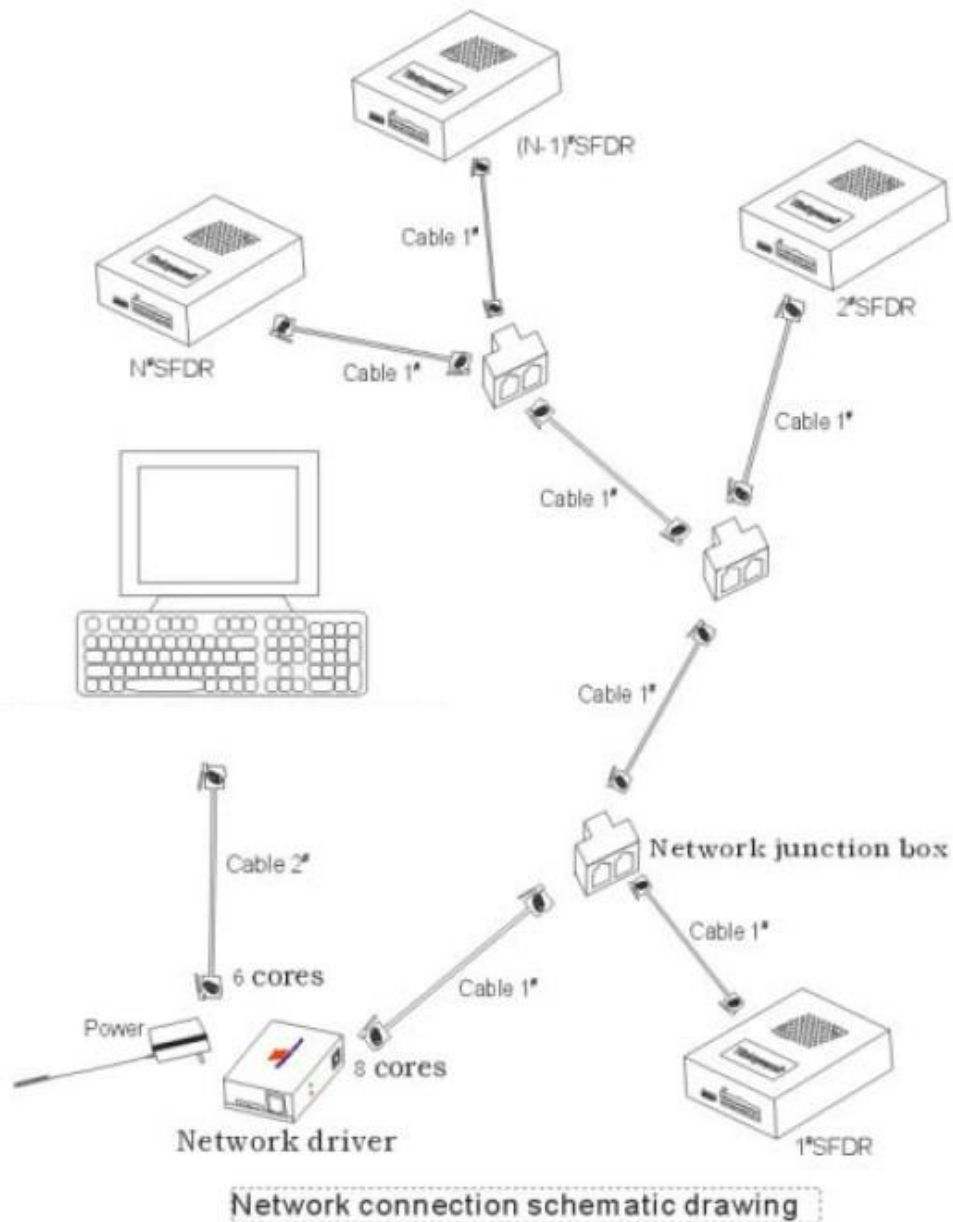 (N-1)#SFDR
Cable 1#
2#SFDR
N#SFDR
Cable 1#
Cable 1#
Cable 1#
Cable 1#
Network junction box
Cable 2#
Cable 1#
6 cores
Cable 1#
Power
8 cores
Network driver
1#SFDR
Network connection schematic drawing